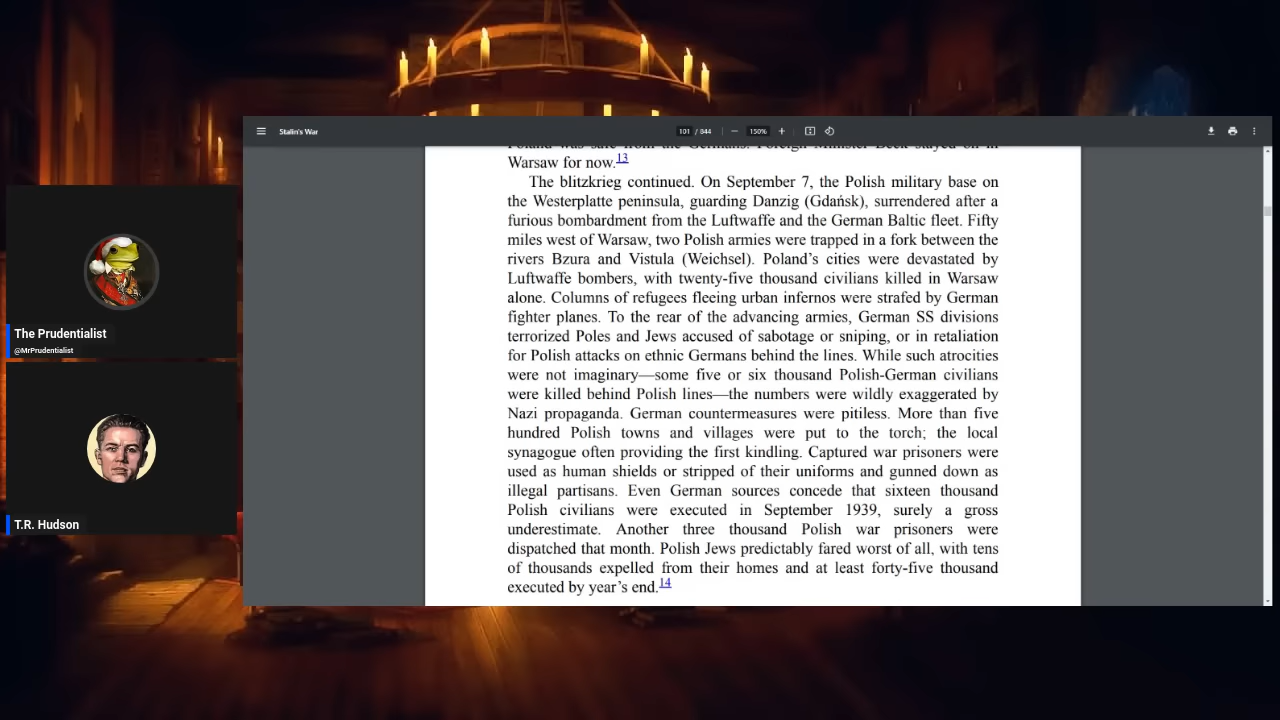 Stalin's War
101 / 844
150%
Poland was safe from the Germans. Foreign Minister Beck stayed on in
Warsaw for now.13
The blitzkrieg continued. On September 7, the Polish military base on
the Westerplatte peninsula, guarding Danzig (Gdańsk), surrendered after a
furious bombardment from the Luftwaffe and the German Baltic fleet. Fifty
miles west of Warsaw, two Polish armies were trapped in a fork between the
rivers Bzura and Vistula (Weichsel). Poland's cities were devastated by
Luftwaffe bombers, with twenty-five thousand civilians killed in Warsaw
alone. Columns of refugees fleeing urban infernos were strafed by German
fighter planes. To the rear of the advancing armies, German SS divisions
terrorized Poles and Jews accused of sabotage or sniping, or in retaliation
for Polish attacks on ethnic Germans behind the lines. While such atrocities
were not imaginary—some five or six thousand Polish-German civilians
were killed behind Polish lines—the numbers were wildly exaggerated by
Nazi propaganda. German countermeasures were pitiless. More than five
hundred Polish towns and villages were put to the torch; the local
synagogue often providing the first kindling. Captured war prisoners were
used as human shields or stripped of their uniforms and gunned down as
illegal partisans. Even German sources concede that sixteen thousand
Polish civilians were executed in September 1939, surely a gross
underestimate. Another three thousand Polish war prisoners were
dispatched that month. Polish Jews predictably fared worst of all, with tens
of thousands expelled from their homes and at least forty-five thousand
executed by year's end.14
The Prudentialist
@MrPrudentialist
T.R. Hudson